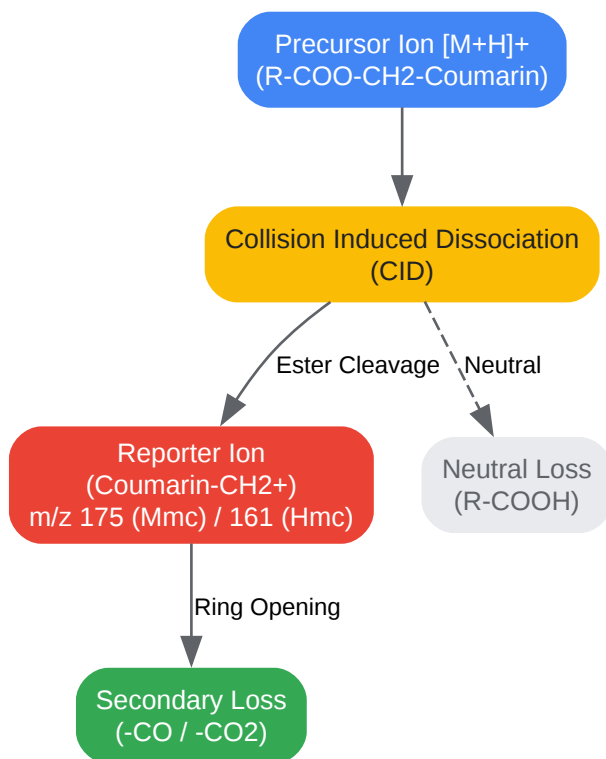 Precursor Ion [M+H]+
(R-COO-CH2-Coumarin)
Collision Induced Dissociation
(CID)
Ester Cleavage
Neutral
Reporter Ion
(Coumarin-CH2+)
m/z 175 (Mmc) / 161 (Hmc)
Neutral Loss
(R-COOH)
Ring Opening
Secondary Loss
(-CO / -CO2)